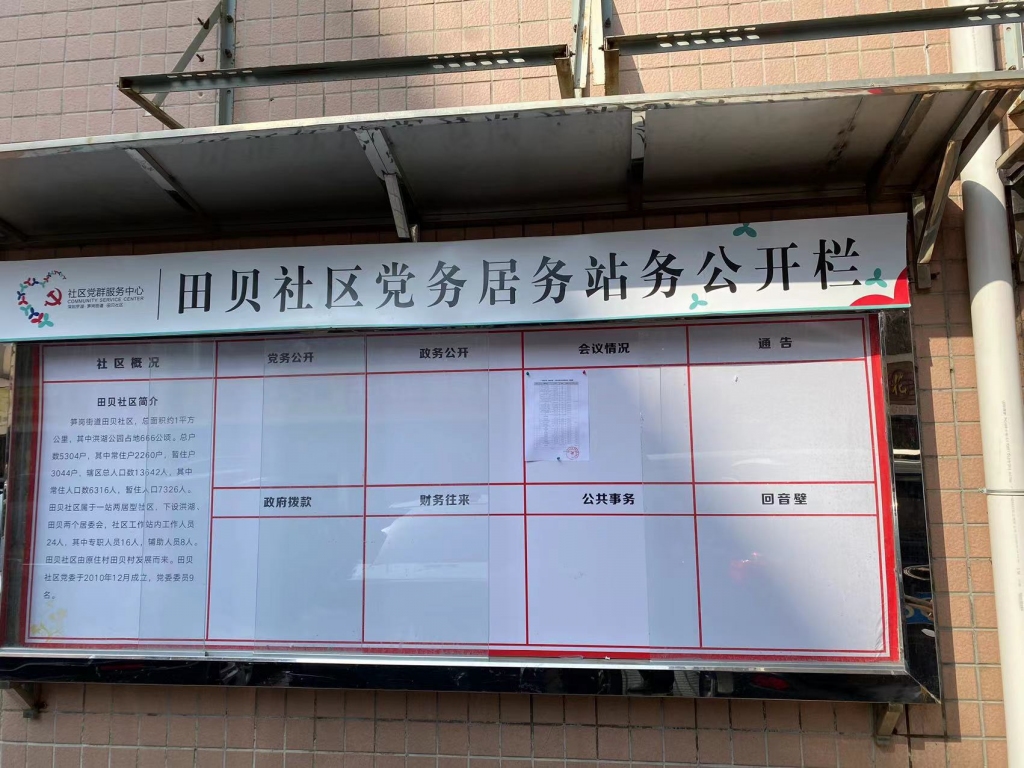 社区党群服务中心
COMMUNITY SERVICE CENTER
田贝社区党务居务站务公开栏
社区概况
党务公开
政务公开
会议情况
通告
田贝社区简介
笋岗街道田贝社区，总面积约1平方
公里，其中洪湖公园占地666公顷。总户
数5304户，其中常住户2260户，暂住户
3044户，辖区总人口数13642人，其中
常住人口数6316人，暂住人口7326人。
田贝社区属于一站两居型社区，下设洪湖、
田贝两个居委会，社区工作站内工作人员
24人，其中专职人员16人，辅助人员8人。
田贝社区由原住村田贝村发展而来。田贝
社区党委于2010年12月成立，党委委员9
名。
政府拨款
财务往来
公共事务
回音壁